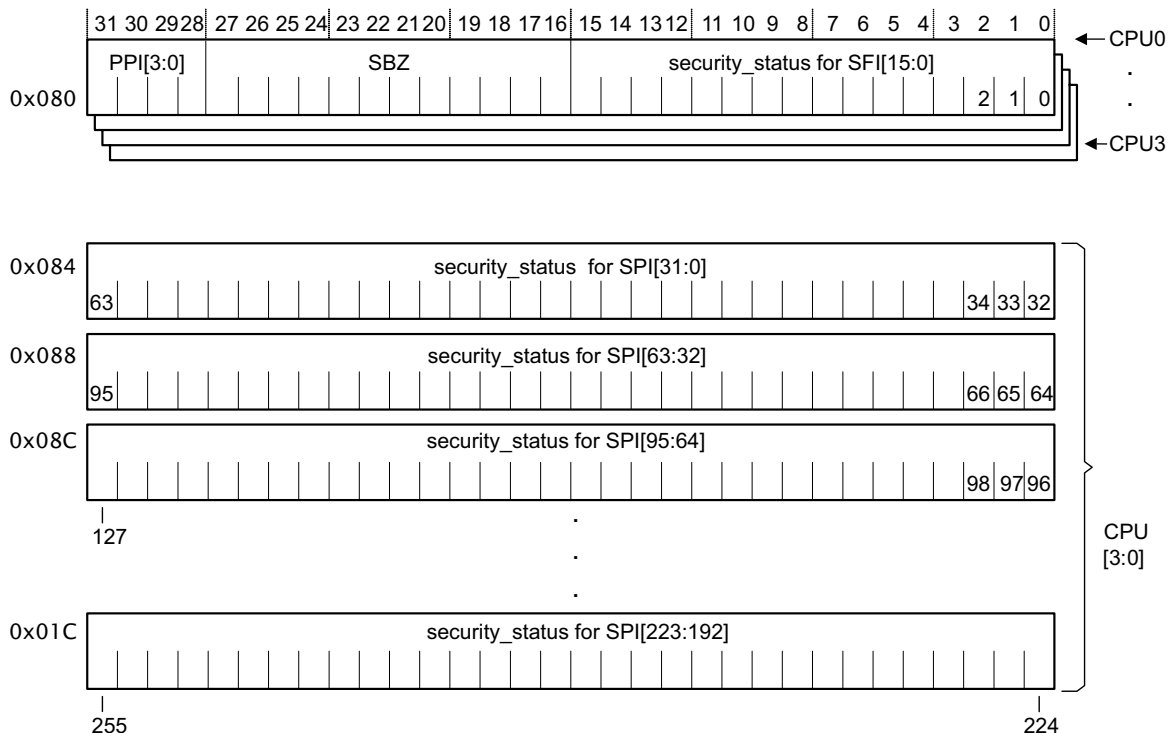 31 30 29 28 27 26 25 24 23 22 21 20 19 18 17 16 15 14 13 12 11 10 9 8 7 6 5 4 3 2 1 0
CPU0
PPI[3:0] SBZ security_status for SFI[15:0]
.
0x080 2 1 0 .
CPU3
0x084 security_status for SPI[31:0]
63 34 33 32
0x088 security_status for SPI[63:32]
95 66 65 64
0x08C security_status for SPI[95:64]
98 97 96
127
.
.
.
CPU
[3:0]
0x01C security_status for SPI[223:192]
255 224